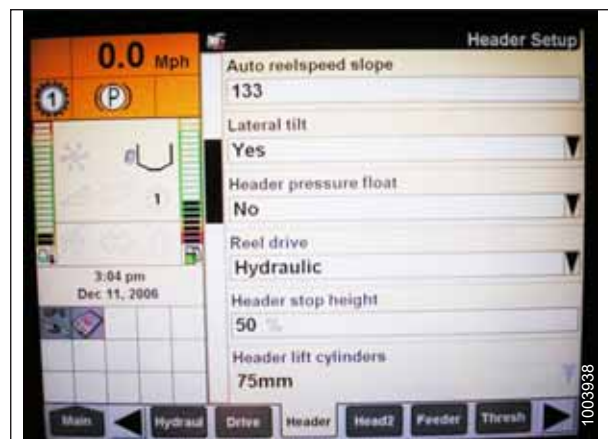 0.0 Mph
Header Setup
Auto reelspeed slope
133
1
(P)
Lateral tilt
Yes
1
Header pressure float
No
Reel drive
Hydraulic
3:04 pm
Dec 11, 2006
Header stop height
50 %
Header lift cylinders
75mm
Main
Hydraul
Drive
Header
Head2
Feeder
Thresh
1003938